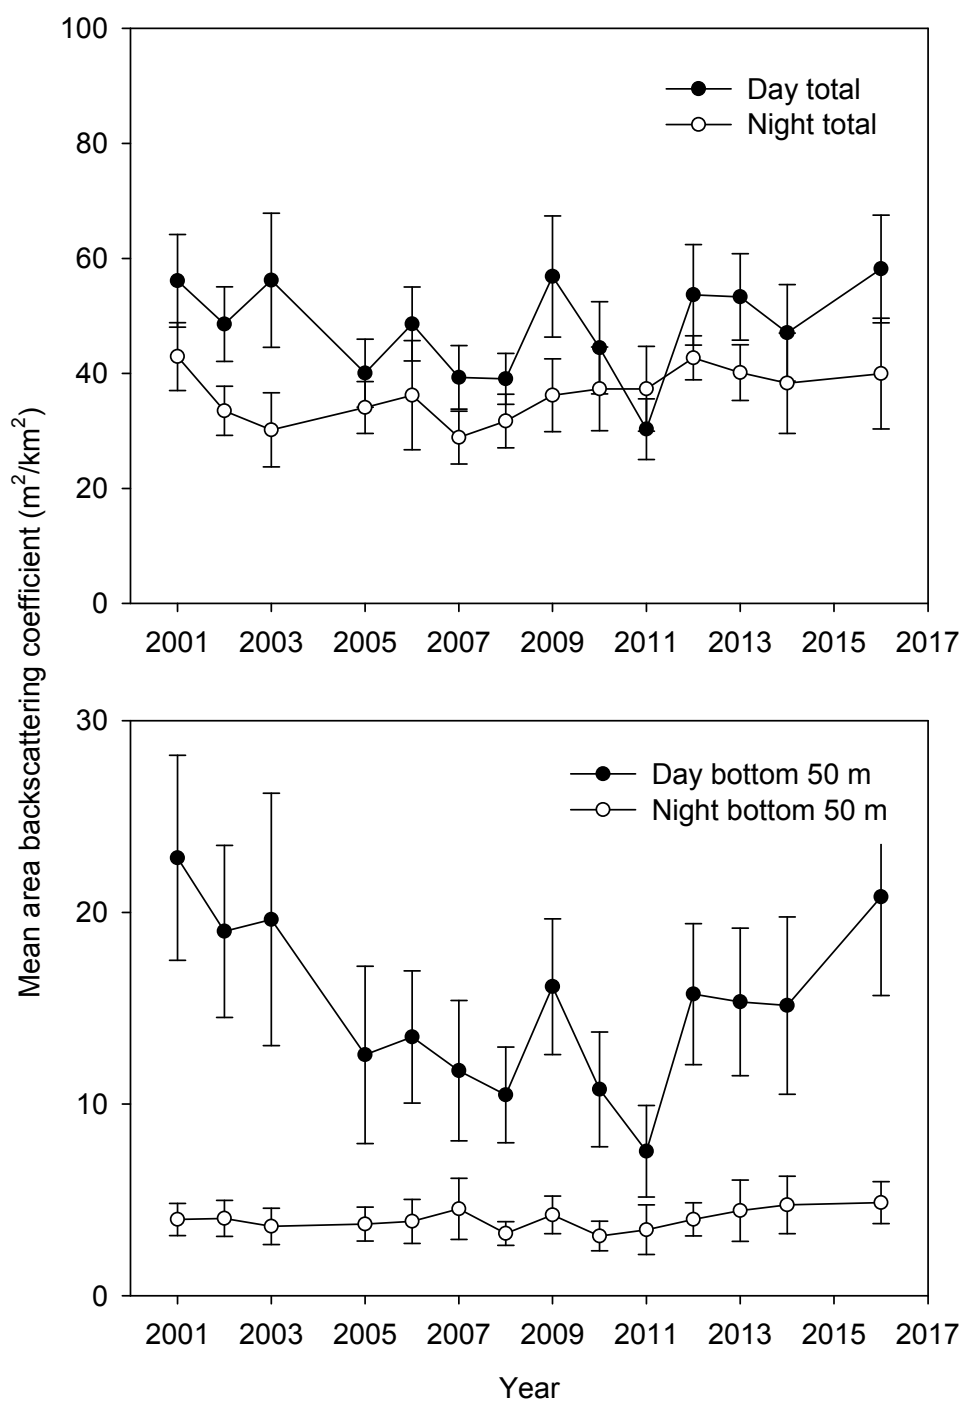 Mean area backscattering coefficient (m²/km²)
100
80
60
40
20
0
Day total
Night total
2001 2003 2005 2007 2009 2011 2013 2015 2017
30
20
10
0
Day bottom 50 m
Night bottom 50 m
2001 2003 2005 2007 2009 2011 2013 2015 2017
Year